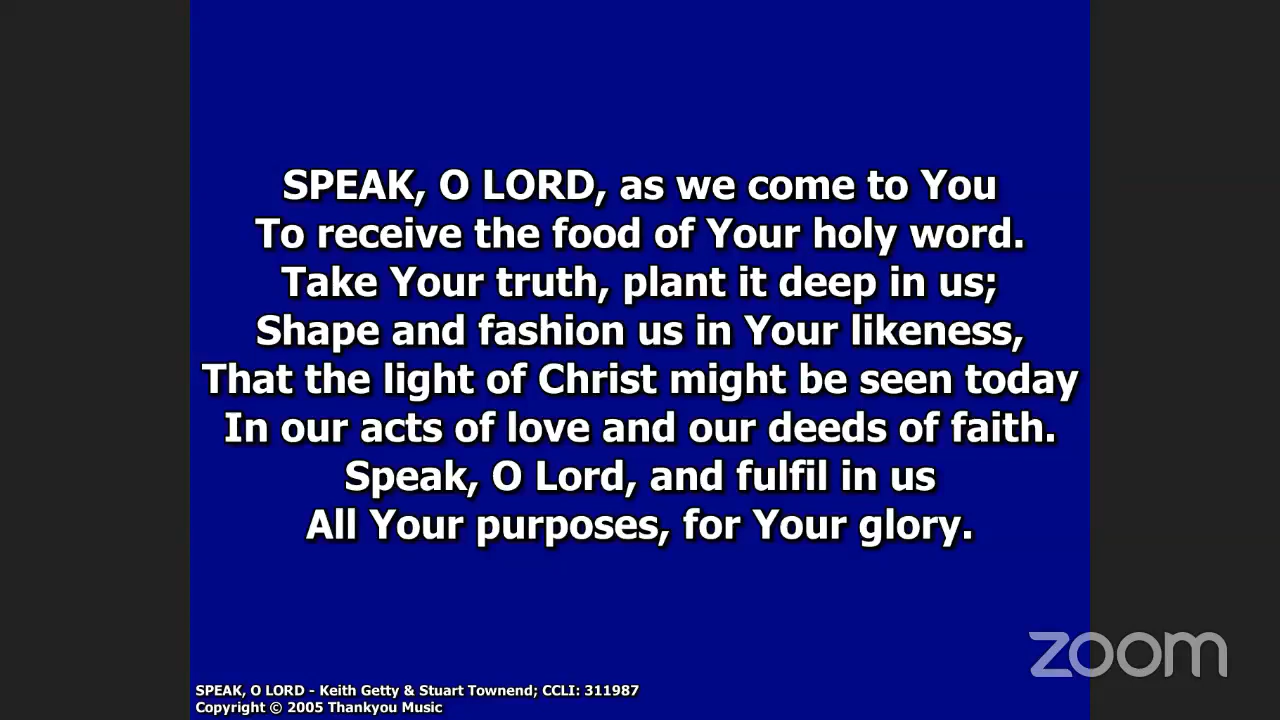 SPEAK, O LORD, as we come to You
To receive the food of Your holy word.
Take Your truth, plant it deep in us;
Shape and fashion us in Your likeness,
That the light of Christ might be seen today
In our acts of love and our deeds of faith.
Speak, O Lord, and fulfil in us
All Your purposes, for Your glory.
zoom
SPEAK, O LORD - Keith Getty & Stuart Townend; CCLI: 311987
Copyright © 2005 Thankyou Music